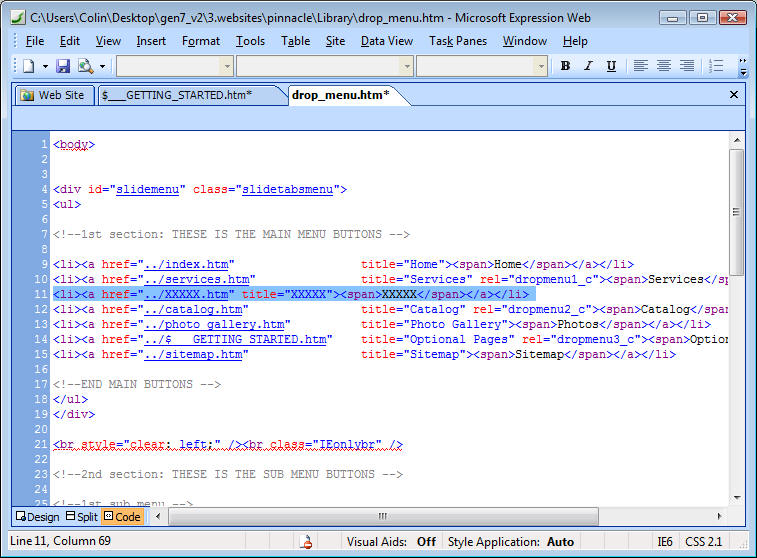 C:\Users\Colin\Desktop\gen7_v2\3.websites\pinnacle\Library\drop_menu.htm - Microsoft Expression Web
File Edit View Insert Format Tools Table Site Data View Task Panes Window Help
B I U
Web Site $___GETTING_STARTED.htm* drop_menu.htm*
1 <body>
2
3
4 <div id="slidemenu" class="slidetabsmenu">
5 <ul>
6
7 <!--1st section: THESE IS THE MAIN MENU BUTTONS -->
8
9 <li><a href="../index.htm" title="Home"><span>Home</span></a></li>
10 <li><a href="../services.htm" title="Services" rel="dropmenu1_c"><span>Services</sp
11 <li><a href="../XXXXX.htm" title="XXXXX"><span>XXXXX</span></a></li>
12 <li><a href="../catalog.htm" title="Catalog" rel="dropmenu2_c"><span>Catalog</span
13 <li><a href="../photo_gallery.htm" title="Photo Gallery"><span>Photos</span></a></li>
14 <li><a href="../$___GETTING_STARTED.htm" title="Optional Pages" rel="dropmenu3_c"><span>Option
15 <li><a href="../sitemap.htm" title="Sitemap"><span>Sitemap</span></a></li>
16
17 <!--END MAIN BUTTONS -->
18 </ul>
19 </div>
20
21 <br style="clear: left;" /><br class="IEonlybr" />
22
23 <!--2nd section: THESE IS THE SUB MENU BUTTONS -->
24
25 <!--1st sub menu -->
Design Split Code
Line 11, Column 69 Visual Aids: Off Style Application: Auto IE6 CSS 2.1